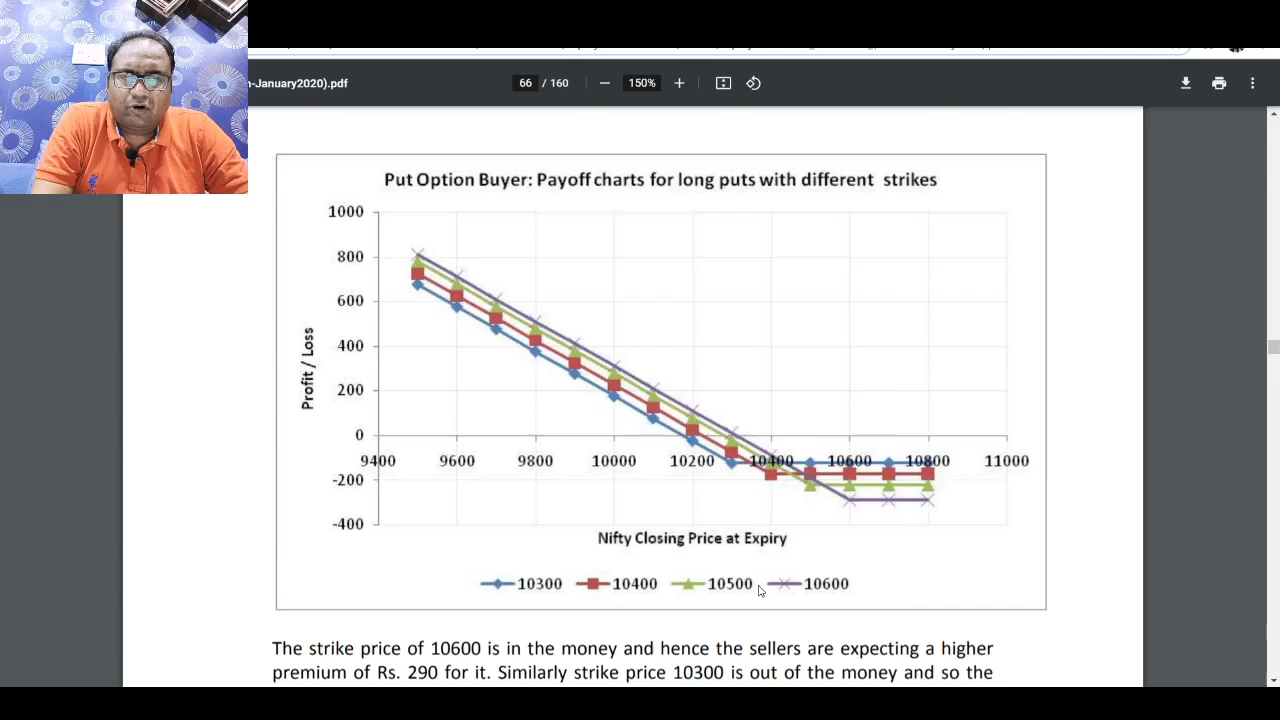 n-January2020).pdf
66 / 160
150%
Put Option Buyer: Payoff charts for long puts with different strikes
1000
800
600
400
200
0
-200
-400
9400 9600 9800 10000 10200 10400 10600 10800 11000
Profit / Loss
Nifty Closing Price at Expiry
10300 10400 10500 10600
The strike price of 10600 is in the money and hence the sellers are expecting a higher
premium of Rs. 290 for it. Similarly strike price 10300 is out of the money and so the